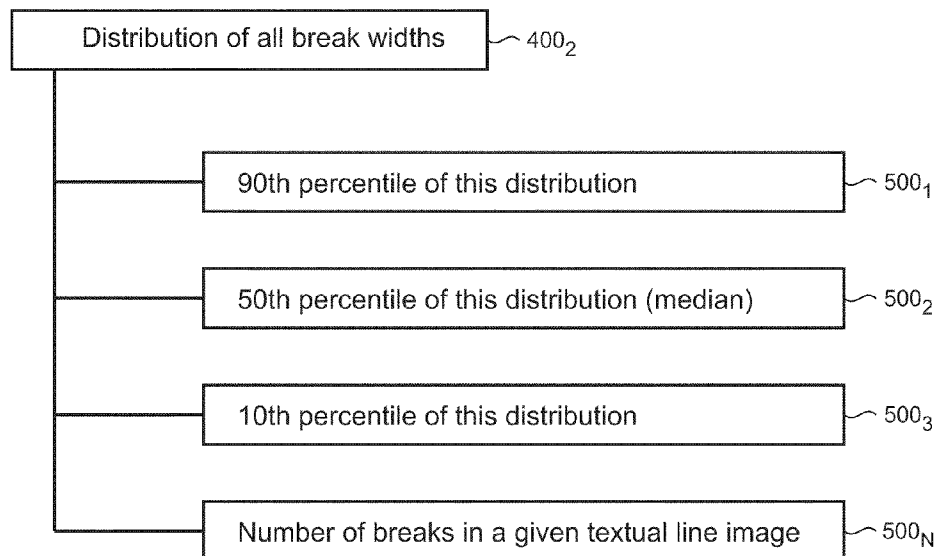 Distribution of all break widths 400₂
90th percentile of this distribution 500₁
50th percentile of this distribution (median) 500₂
10th percentile of this distribution 500₃
Number of breaks in a given textual line image 500_N